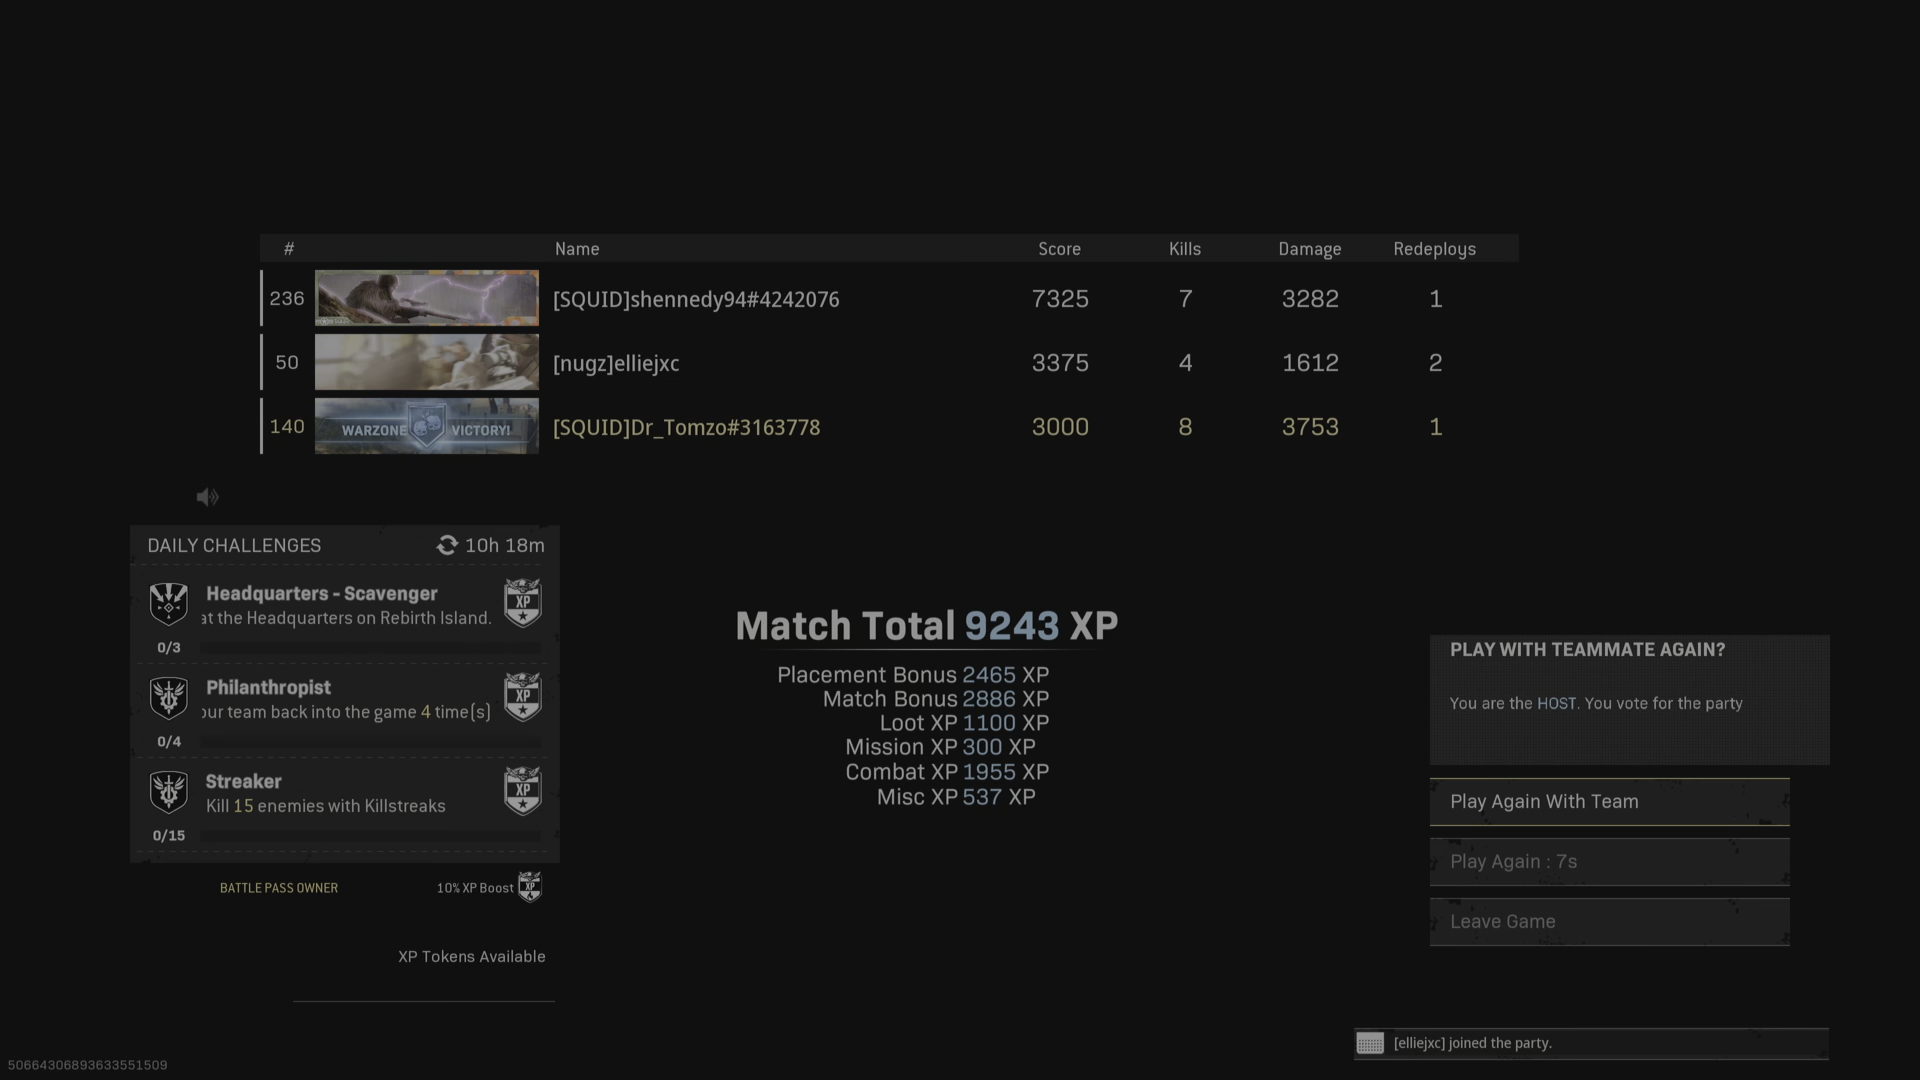 # Name Score Kills Damage Redeploys
236 [SQUID]shennedy94#4242076 7325 7 3282 1
50 [nugz]elliejxc 3375 4 1612 2
140 WARZONE VICTORY! [SQUID]Dr_Tomzo#3163778 3000 8 3753 1
DAILY CHALLENGES 10h 18m
Headquarters - Scavenger XP
at the Headquarters on Rebirth Island.
0/3
Philanthropist XP
our team back into the game 4 time(s)
0/4
Streaker XP
Kill 15 enemies with Killstreaks
0/15
BATTLE PASS OWNER 10% XP Boost XP
XP Tokens Available
Match Total 9243 XP
Placement Bonus 2465 XP
Match Bonus 2886 XP
Loot XP 1100 XP
Mission XP 300 XP
Combat XP 1955 XP
Misc XP 537 XP
PLAY WITH TEAMMATE AGAIN?
You are the HOST. You vote for the party
Play Again With Team
Play Again : 7s
Leave Game
[elliejxc] joined the party.
50664306893633551509